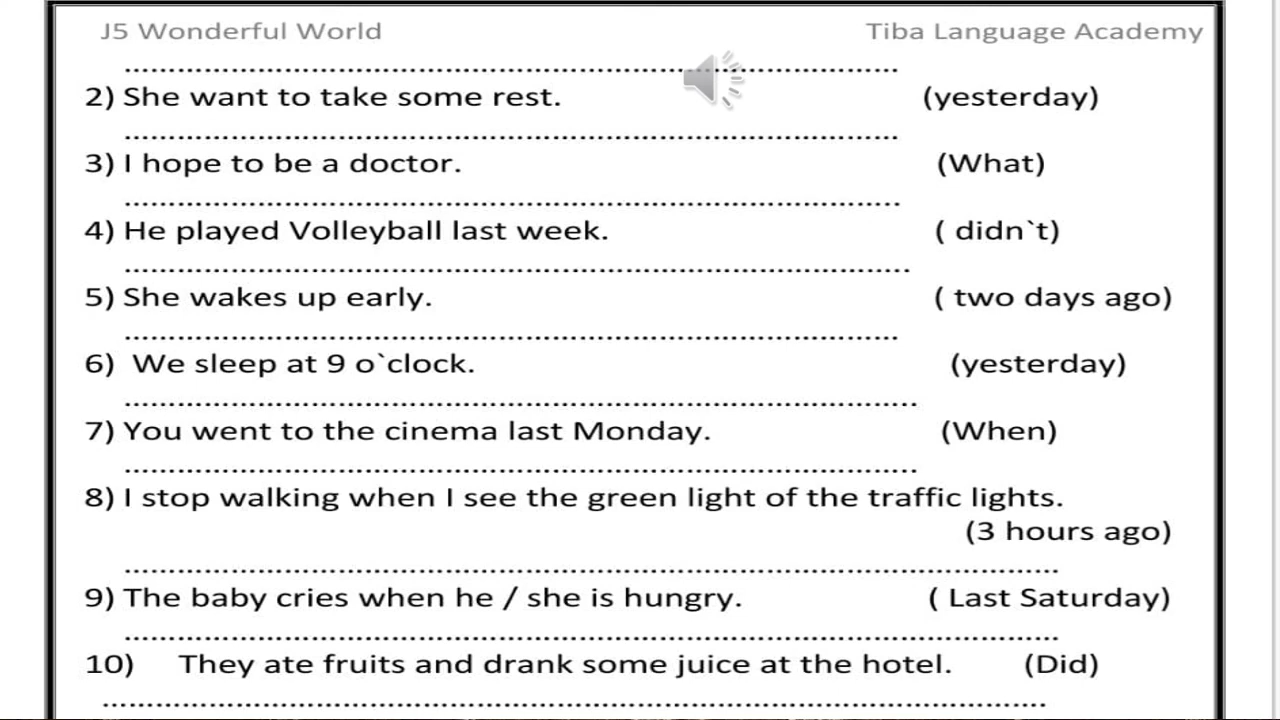 J5 Wonderful World Tiba Language Academy
................................................................................
2) She want to take some rest. (yesterday)
................................................................................
3) I hope to be a doctor. (What)
................................................................................
4) He played Volleyball last week. ( didn`t)
................................................................................
5) She wakes up early. ( two days ago)
................................................................................
6) We sleep at 9 o`clock. (yesterday)
................................................................................
7) You went to the cinema last Monday. (When)
................................................................................
8) I stop walking when I see the green light of the traffic lights.
(3 hours ago)
................................................................................
9) The baby cries when he / she is hungry. ( Last Saturday)
................................................................................
10) They ate fruits and drank some juice at the hotel. (Did)
................................................................................